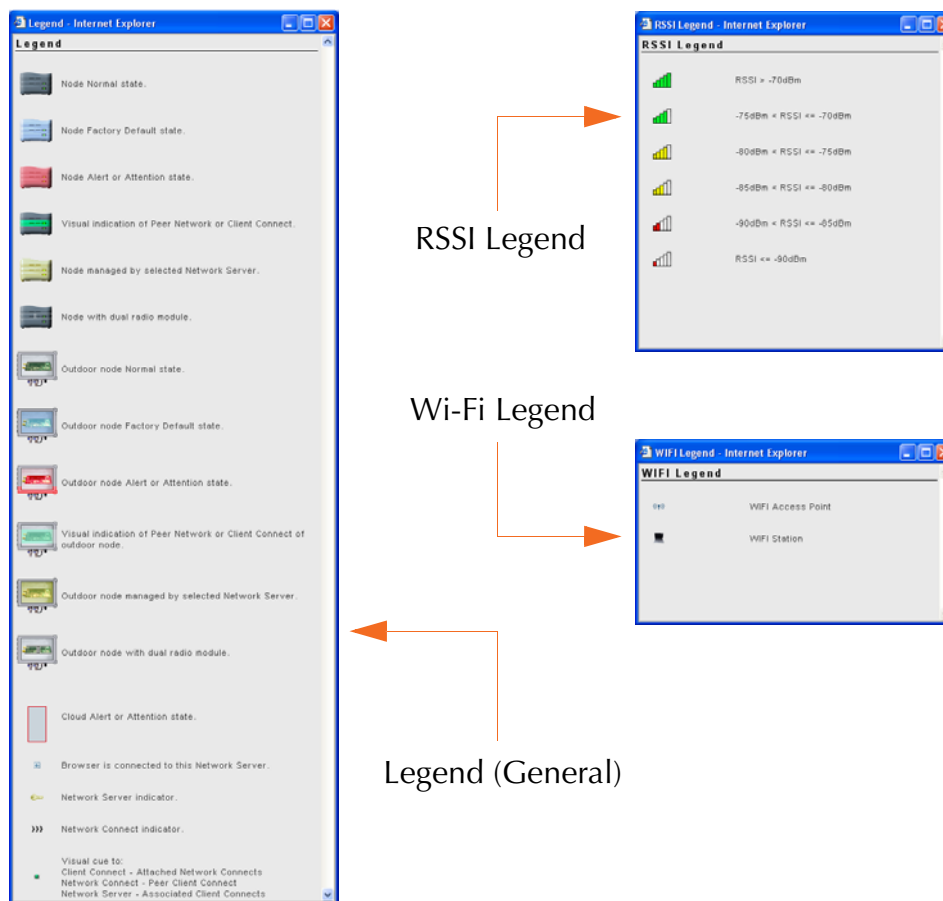 Legend - Internet Explorer
Legend
Node Normal state.
Node Factory Default state.
Node Alert or Attention state.
Visual indication of Peer Network or Client Connect.
Node managed by selected Network Server.
Node with dual radio module.
Outdoor node Normal state.
Outdoor node Factory Default state.
Outdoor node Alert or Attention state.
Visual indication of Peer Network or Client Connect of
outdoor node.
Outdoor node managed by selected Network Server.
Outdoor node with dual radio module.
Cloud Alert or Attention state.
Browser is connected to this Network Server.
Network Server indicator.
Network Connect indicator.
Visual cue to:
Client Connect - Attached Network Connects
Network Connect - Peer Client Connect
Network Server - Associated Client Connects
RSSI Legend
Wi-Fi Legend
Legend (General)
RSSI Legend - Internet Explorer
RSSI Legend
RSSI > -70dBm
-75dBm < RSSI <= -70dBm
-80dBm < RSSI <= -75dBm
-85dBm < RSSI <= -80dBm
-90dBm < RSSI <= -85dBm
RSSI <= -90dBm
WIFI Legend - Internet Explorer
WIFI Legend
WIFI Access Point
WIFI Station